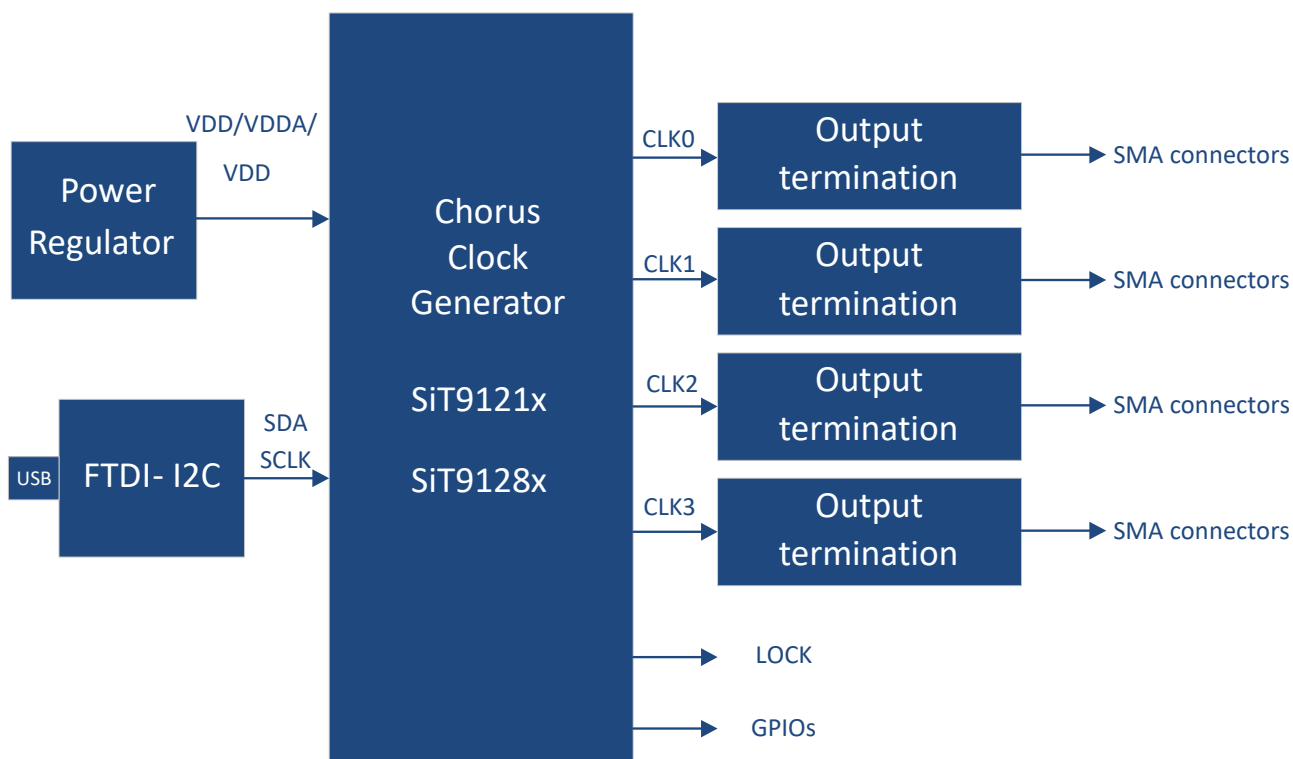 VDD/VDDA/
VDD
Power
Regulator
USB
FTDI- I2C
SDA
SCLK
Chorus
Clock
Generator
SiT9121x
SiT9128x
CLK0
Output
termination
SMA connectors
CLK1
Output
termination
SMA connectors
CLK2
Output
termination
SMA connectors
CLK3
Output
termination
SMA connectors
LOCK
GPIOs